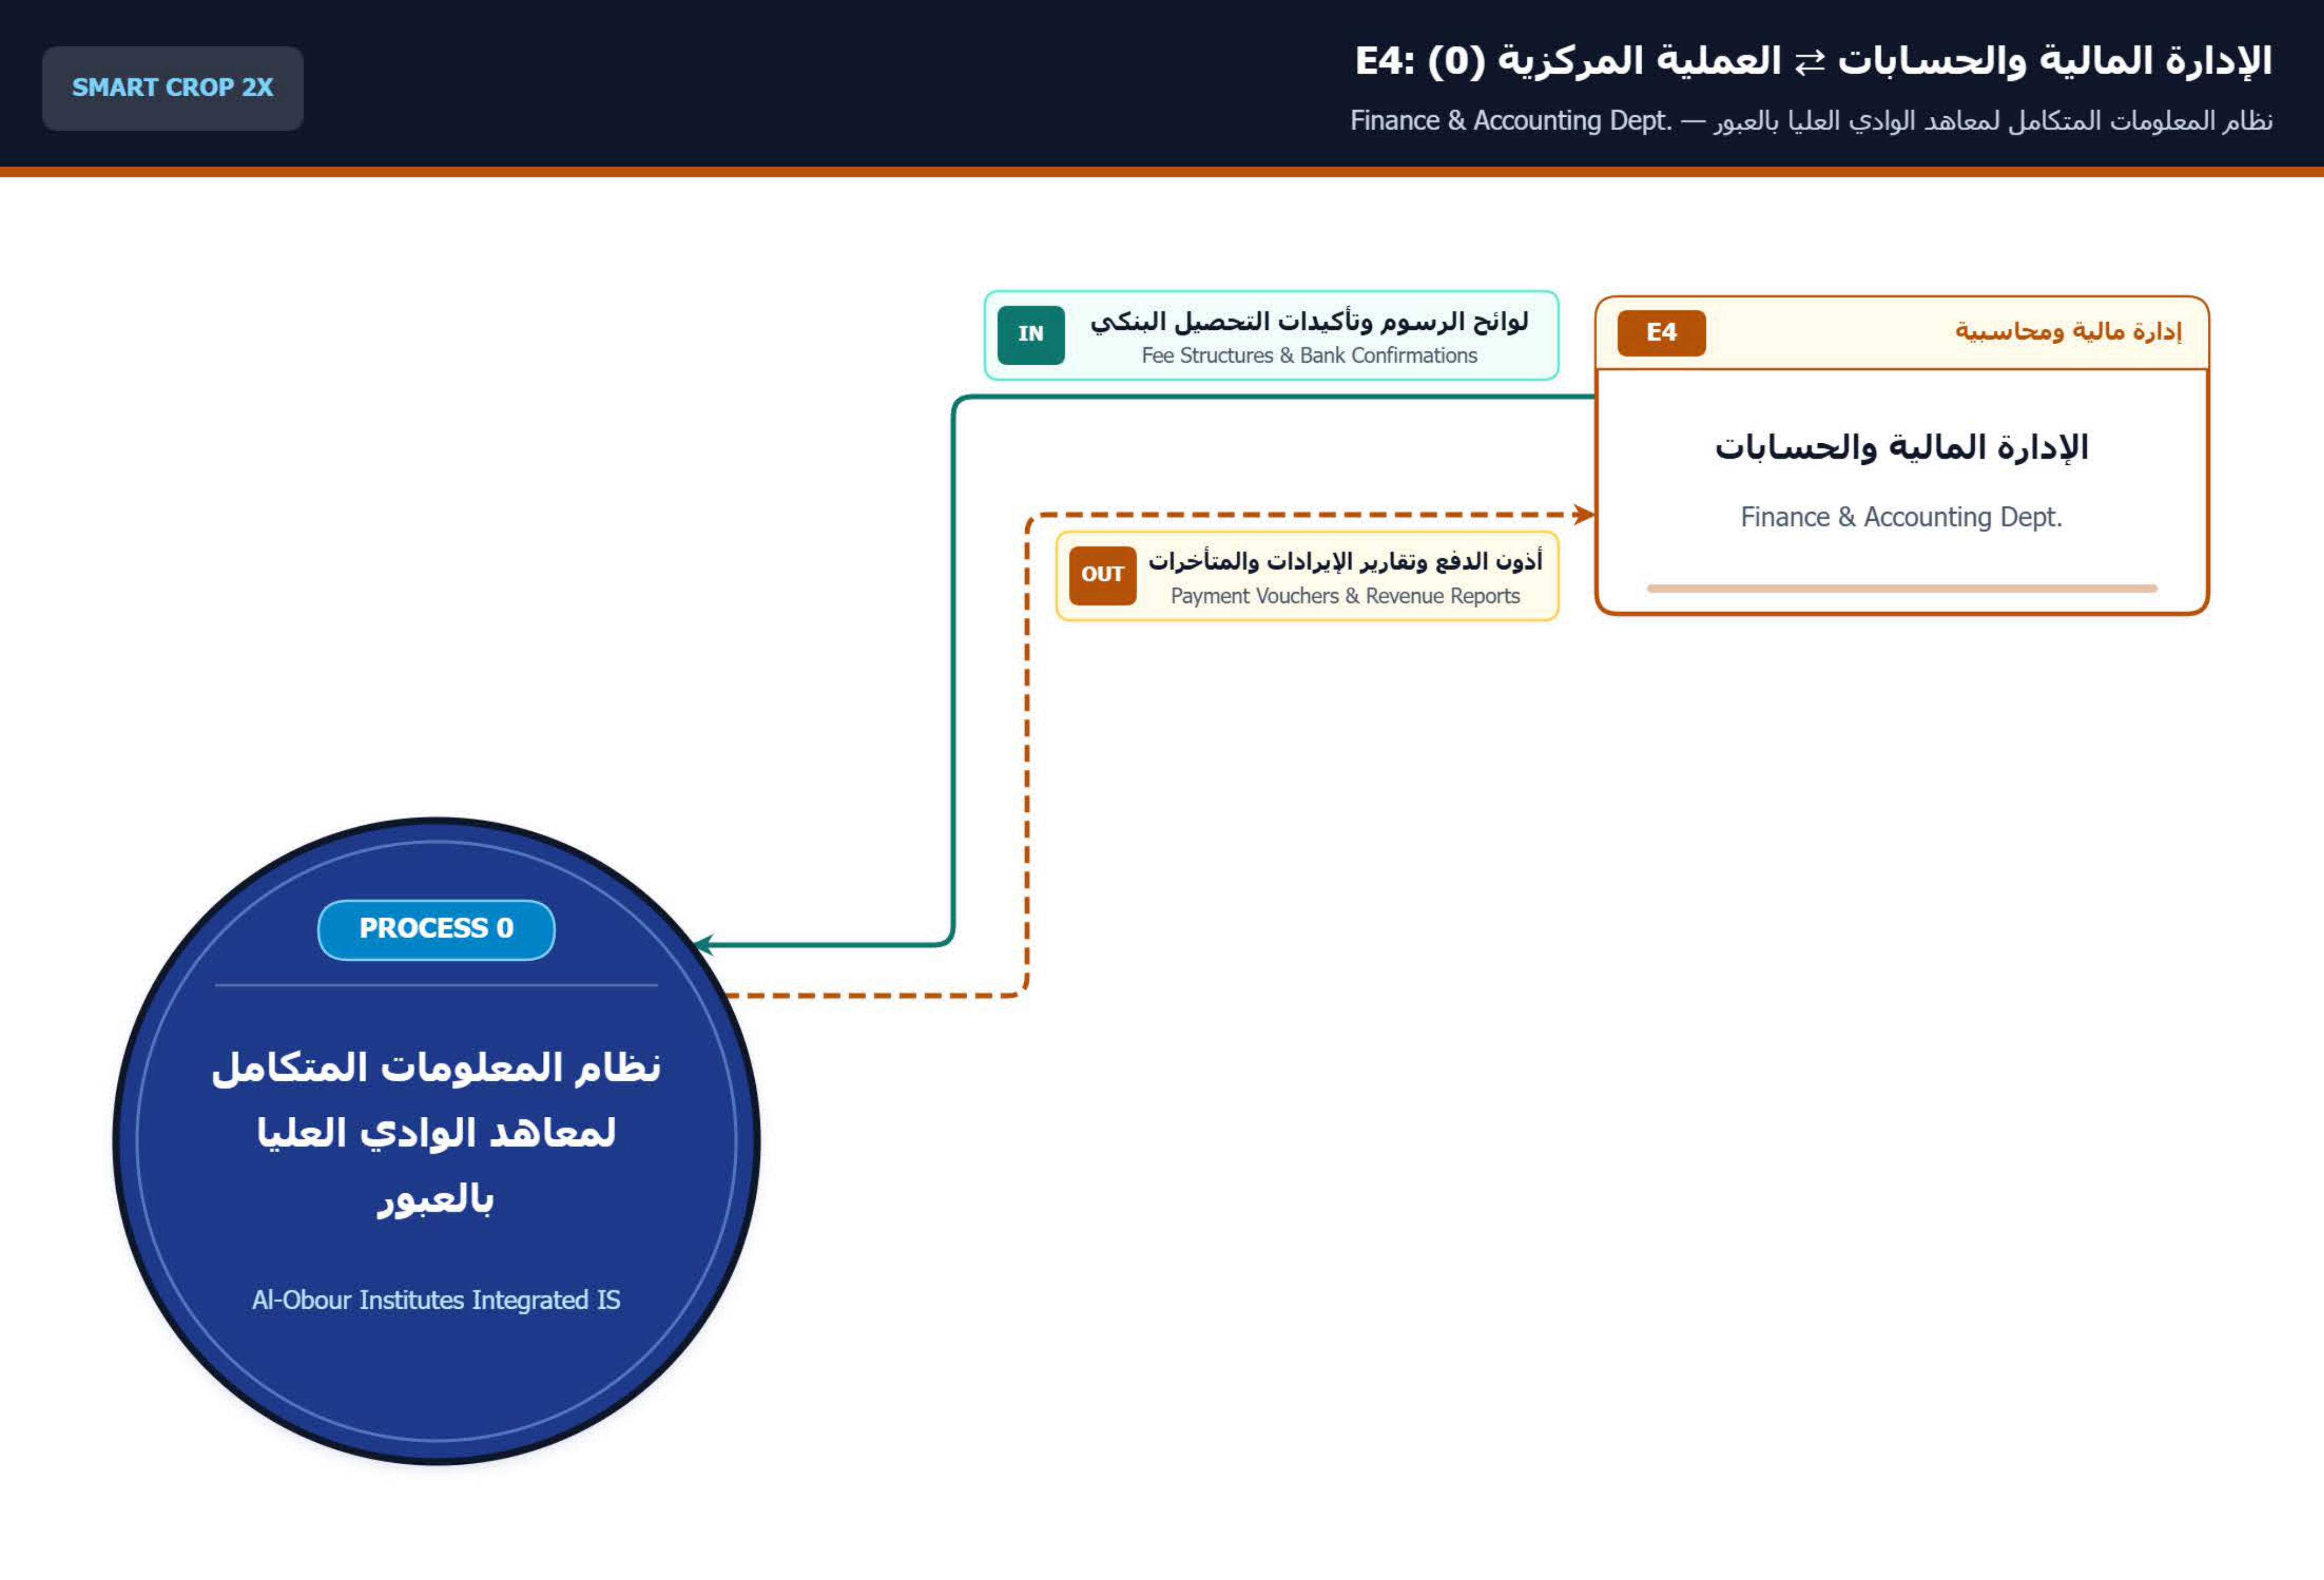 E4: الإدارة المالية والحسابات ⇄ العملية المركزية (0)
نظام المعلومات المتكامل لمعاهد الوادي العليا بالعبور — Finance & Accounting Dept.
SMART CROP 2X
إدارة مالية ومحاسبية
E4
الإدارة المالية والحسابات
Finance & Accounting Dept.
IN
لوائح الرسوم وتأكيدات التحصيل البنكي
Fee Structures & Bank Confirmations
OUT
أذون الدفع وتقارير الإيرادات والمتأخرات
Payment Vouchers & Revenue Reports
PROCESS 0
نظام المعلومات المتكامل
لمعاهد الوادي العليا
بالعبور
Al-Obour Institutes Integrated IS